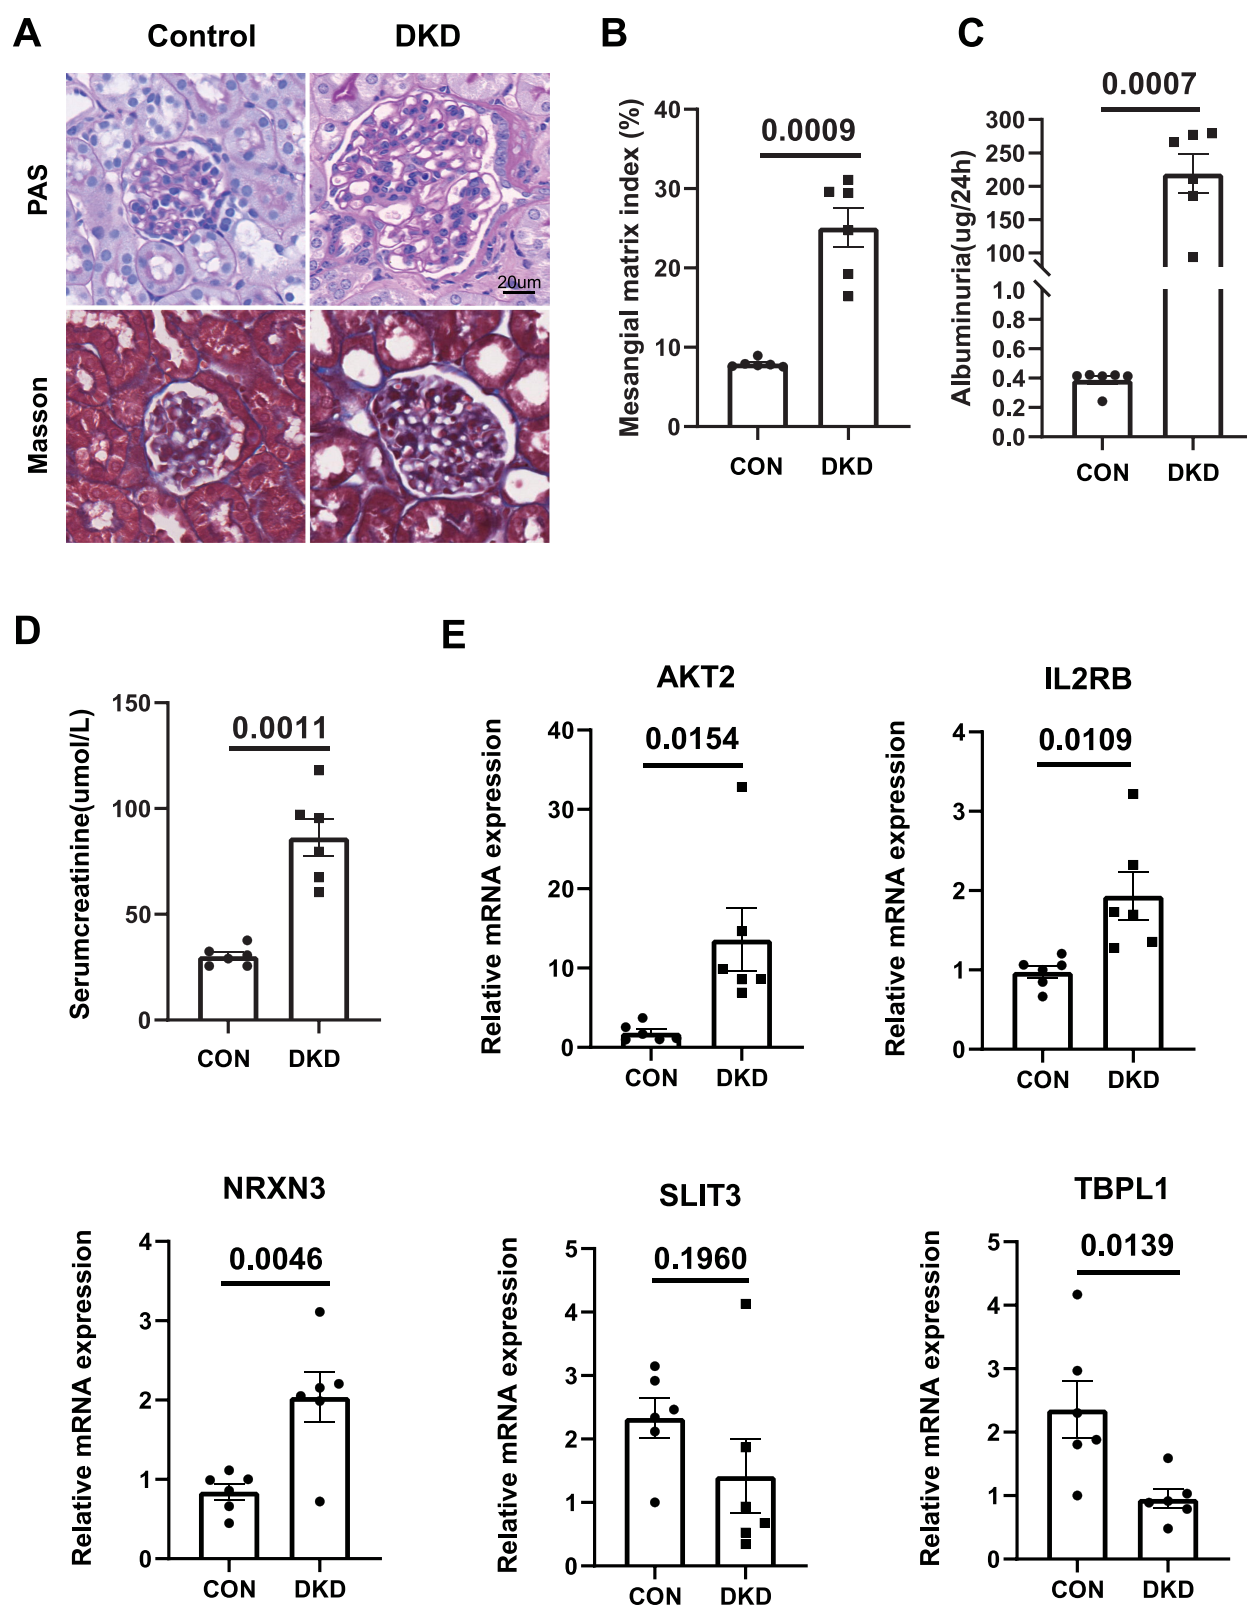 A
Control
DKD
PAS
20um
Masson
B
Mesangial matrix index (%)
40
30
20
10
0
0.0009
CON
DKD
C
Albuminuria(ug/24h)
300
250
200
150
100
1.0
0.8
0.6
0.4
0.2
0.0
0.0007
CON
DKD
D
Serumcreatinine(umol/L)
150
100
50
0
0.0011
CON
DKD
E
AKT2
Relative mRNA expression
40
30
20
10
0
0.0154
CON
DKD
IL2RB
Relative mRNA expression
4
3
2
1
0
0.0109
CON
DKD
NRXN3
Relative mRNA expression
4
3
2
1
0
0.0046
CON
DKD
SLIT3
Relative mRNA expression
5
4
3
2
1
0
0.1960
CON
DKD
TBPL1
Relative mRNA expression
5
4
3
2
1
0
0.0139
CON
DKD